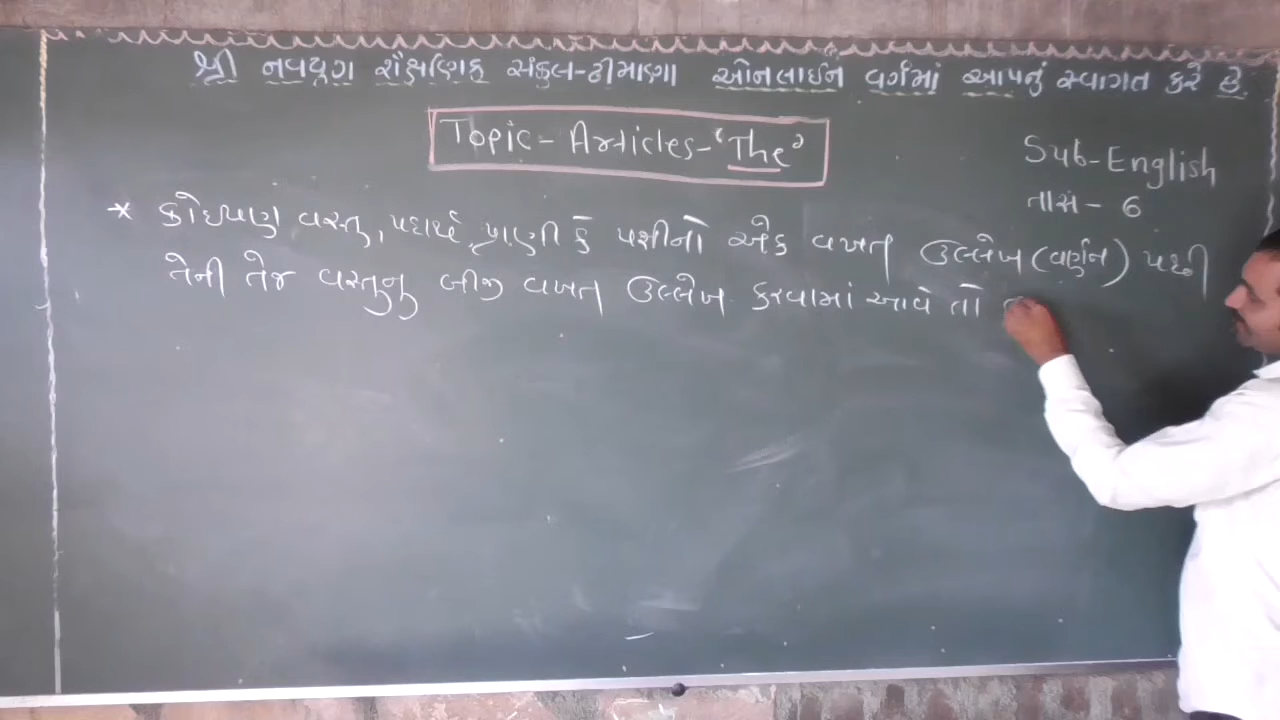 શ્રી નવયુગ શૈક્ષણિક સંકુલ-ઢીમાણા ઓનલાઈન વર્ગમાં આપનું સ્વાગત કરે છે.
Topic - Articles - 'The'
Sub - English
તાસ - 6
* કોઇપણ વસ્તુ, પદાર્થ, પ્રાણી કે પક્ષીનો એક વખત ઉલ્લેખ (વર્ણન) પછી
તેની તેજ વસ્તુનુ બીજી વખત ઉલ્લેખ કરવામાં આવે તો